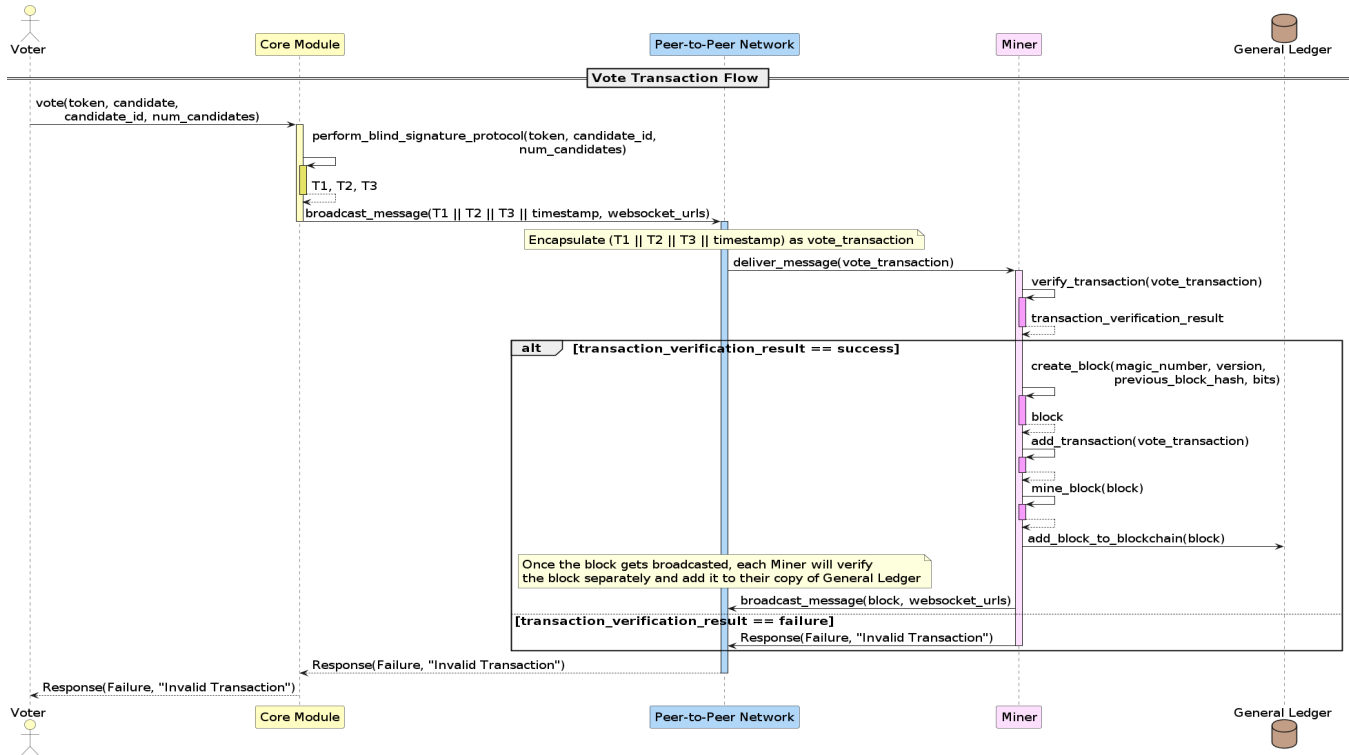 Voter
Core Module
Peer-to-Peer Network
Miner
General Ledger
Vote Transaction Flow
vote(token, candidate,
candidate_id, num_candidates)
perform_blind_signature_protocol(token, candidate_id,
num_candidates)
T1, T2, T3
broadcast_message(T1 || T2 || T3 || timestamp, websocket_urls)
Encapsulate (T1 || T2 || T3 || timestamp) as vote_transaction
deliver_message(vote_transaction)
verify_transaction(vote_transaction)
transaction_verification_result
alt [transaction_verification_result == success]
create_block(magic_number, version,
previous_block_hash, bits)
block
add_transaction(vote_transaction)
mine_block(block)
add_block_to_blockchain(block)
Once the block gets broadcasted, each Miner will verify
the block separately and add it to their copy of General Ledger
broadcast_message(block, websocket_urls)
[transaction_verification_result == failure]
Response(Failure, "Invalid Transaction")
Response(Failure, "Invalid Transaction")
Response(Failure, "Invalid Transaction")
Voter
Core Module
Peer-to-Peer Network
Miner
General Ledger